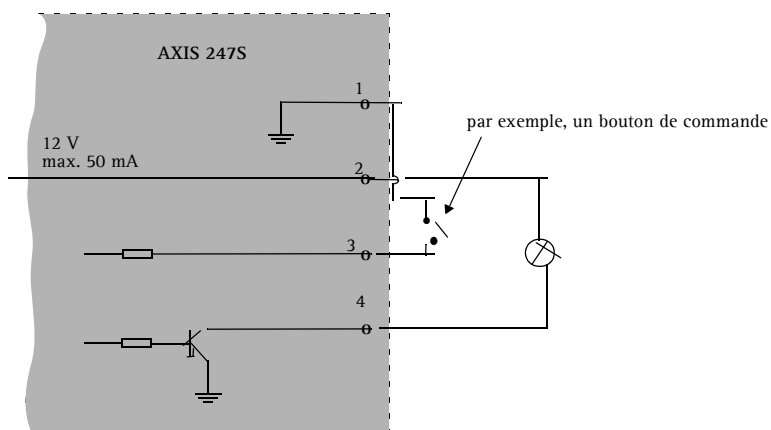 AXIS 247S
1
par exemple, un bouton de commande
12 V
max. 50 mA
2
3
4